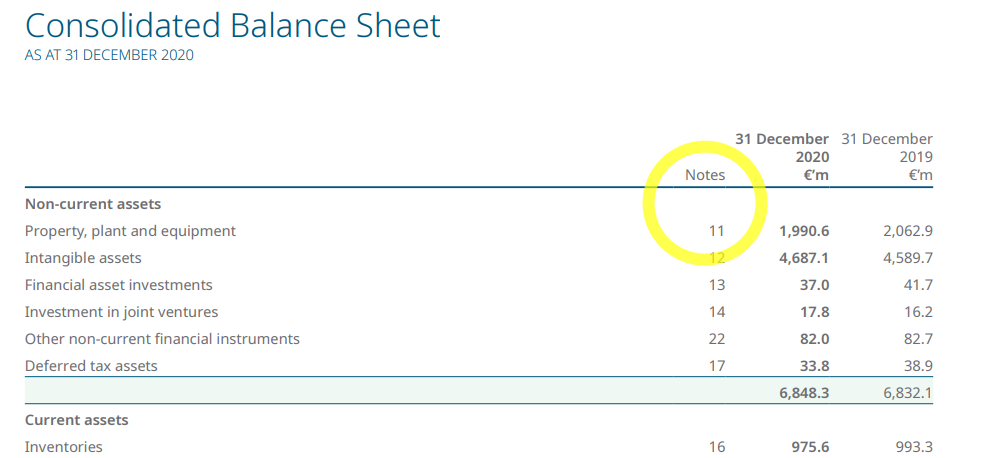 Consolidated Balance Sheet
AS AT 31 DECEMBER 2020
31 December 31 December
2020 2019
Notes €’m €’m
Non-current assets
Property, plant and equipment 11 1,990.6 2,062.9
Intangible assets 12 4,687.1 4,589.7
Financial asset investments 13 37.0 41.7
Investment in joint ventures 14 17.8 16.2
Other non-current financial instruments 22 82.0 82.7
Deferred tax assets 17 33.8 38.9
6,848.3 6,832.1
Current assets
Inventories 16 975.6 993.3